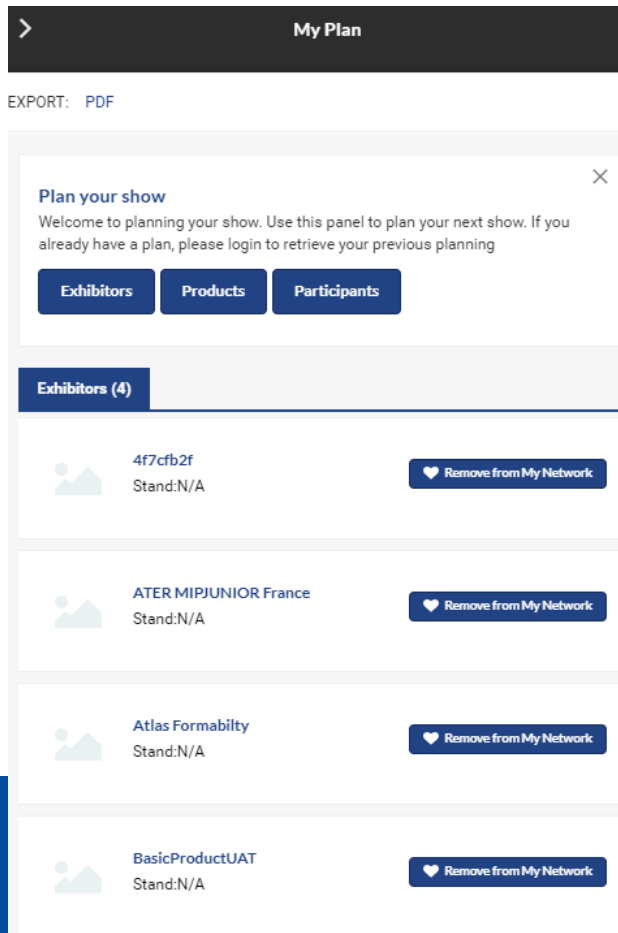 My Plan
EXPORT: PDF
Plan your show
Welcome to planning your show. Use this panel to plan your next show. If you
already have a plan, please login to retrieve your previous planning
Exhibitors Products Participants
Exhibitors (4)
4f7cfb2f
Stand:N/A
Remove from My Network
ATER MIPJUNIOR France
Stand:N/A
Remove from My Network
Atlas Formabilty
Stand:N/A
Remove from My Network
BasicProductUAT
Stand:N/A
Remove from My Network